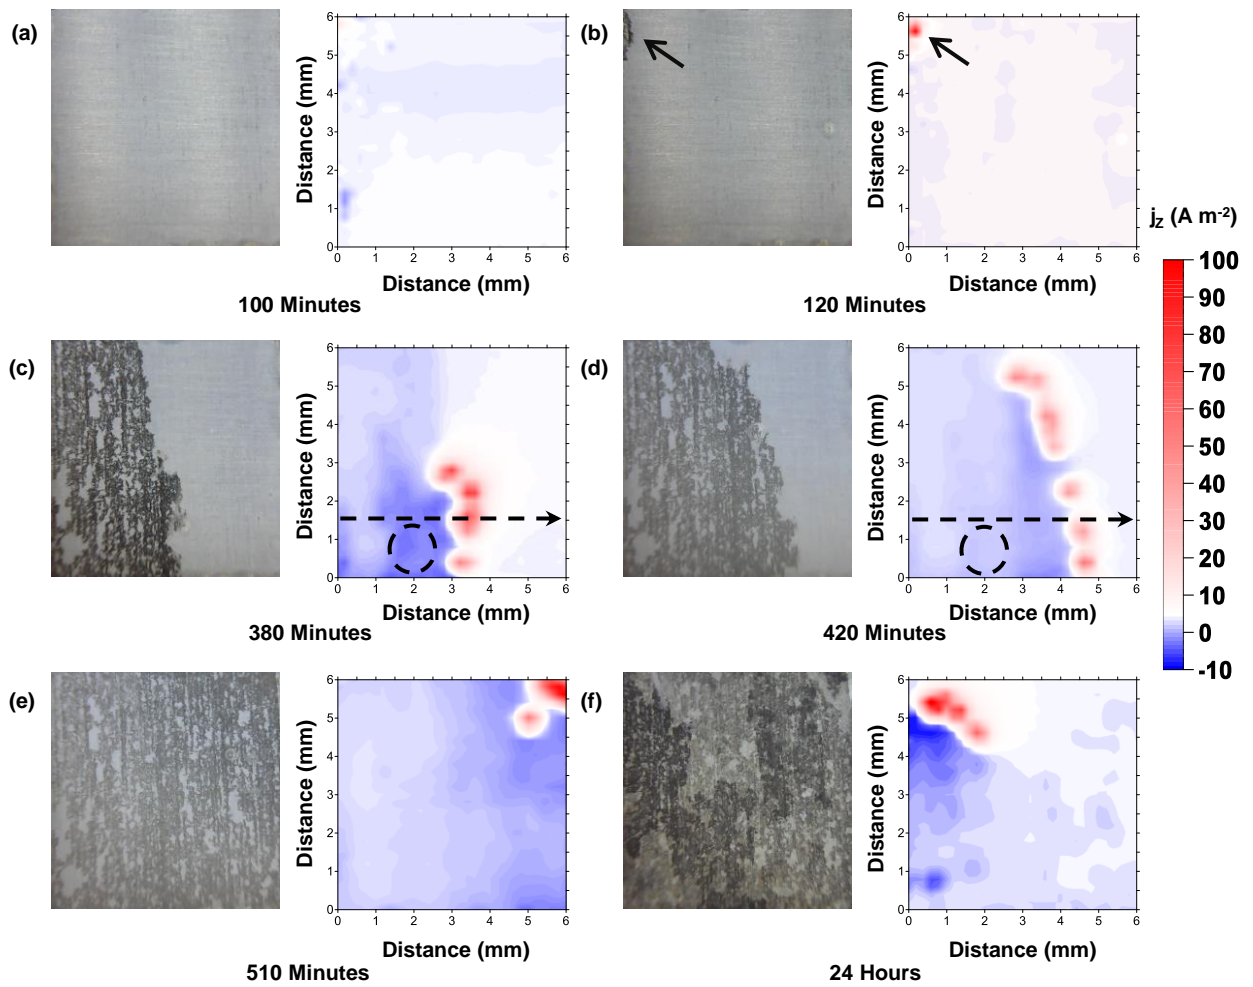 (a)
Distance (mm)
6
5
4
3
2
1
0
0 1 2 3 4 5 6
Distance (mm)
100 Minutes
(b)
Distance (mm)
6
5
4
3
2
1
0
0 1 2 3 4 5 6
Distance (mm)
120 Minutes
jz (A m-2)
100
90
80
70
60
50
40
30
20
10
0
-10
(c)
Distance (mm)
6
5
4
3
2
1
0
0 1 2 3 4 5 6
Distance (mm)
380 Minutes
(d)
Distance (mm)
6
5
4
3
2
1
0
0 1 2 3 4 5 6
Distance (mm)
420 Minutes
(e)
Distance (mm)
6
5
4
3
2
1
0
0 1 2 3 4 5 6
Distance (mm)
510 Minutes
(f)
Distance (mm)
6
5
4
3
2
1
0
0 1 2 3 4 5 6
Distance (mm)
24 Hours